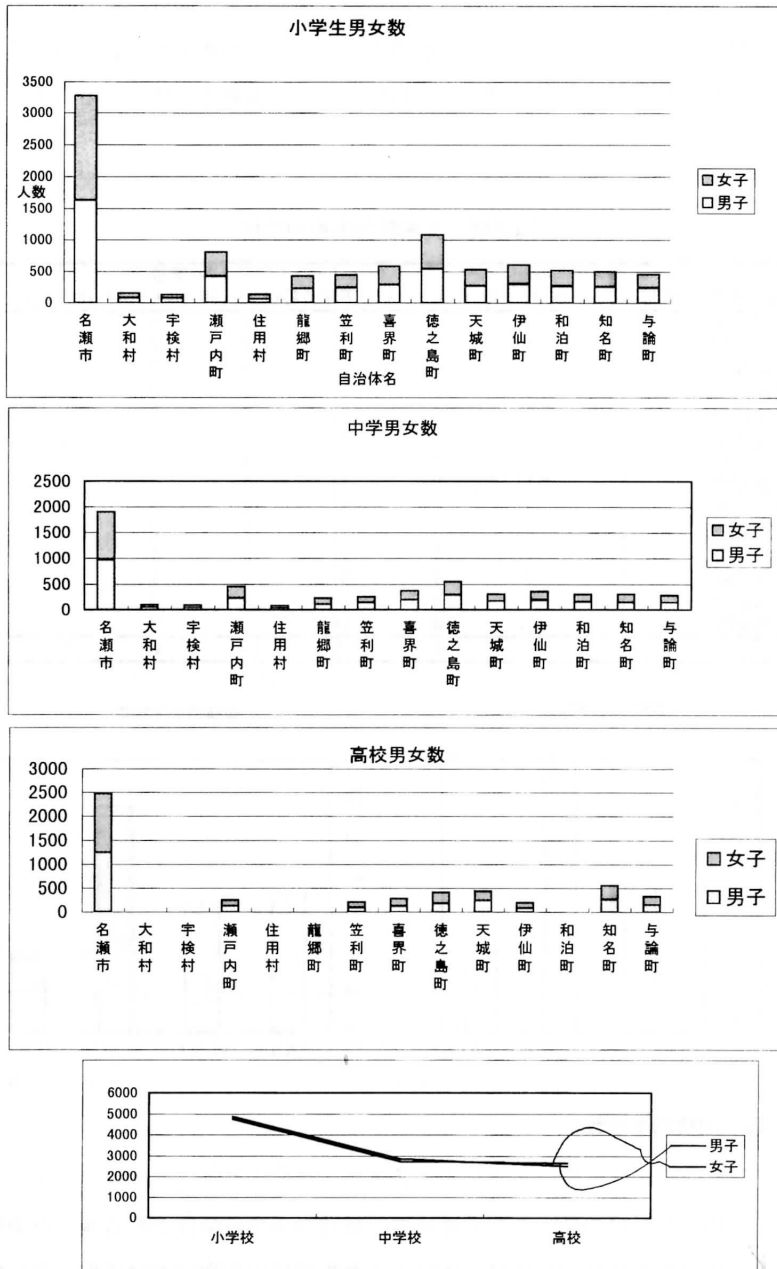 小学生男女数
3500
3000
2500
2000
人数
1500
1000
500
0
女子
男子
名瀬市 大和村 宇検村 瀬戸内町 住用村 龍郷町 笠利町 喜界町 徳之島町 天城町 伊仙町 和泊町 知名町 与論町
自治体名
中学男女数
2500
2000
1500
1000
500
0
女子
男子
名瀬市 大和村 宇検村 瀬戸内町 住用村 龍郷町 笠利町 喜界町 徳之島町 天城町 伊仙町 和泊町 知名町 与論町
高校男女数
3000
2500
2000
1500
1000
500
0
女子
男子
名瀬市 大和村 宇検村 瀬戸内町 住用村 龍郷町 笠利町 喜界町 徳之島町 天城町 伊仙町 和泊町 知名町 与論町
6000
5000
4000
3000
2000
1000
0
男子
女子
小学校 中学校 高校